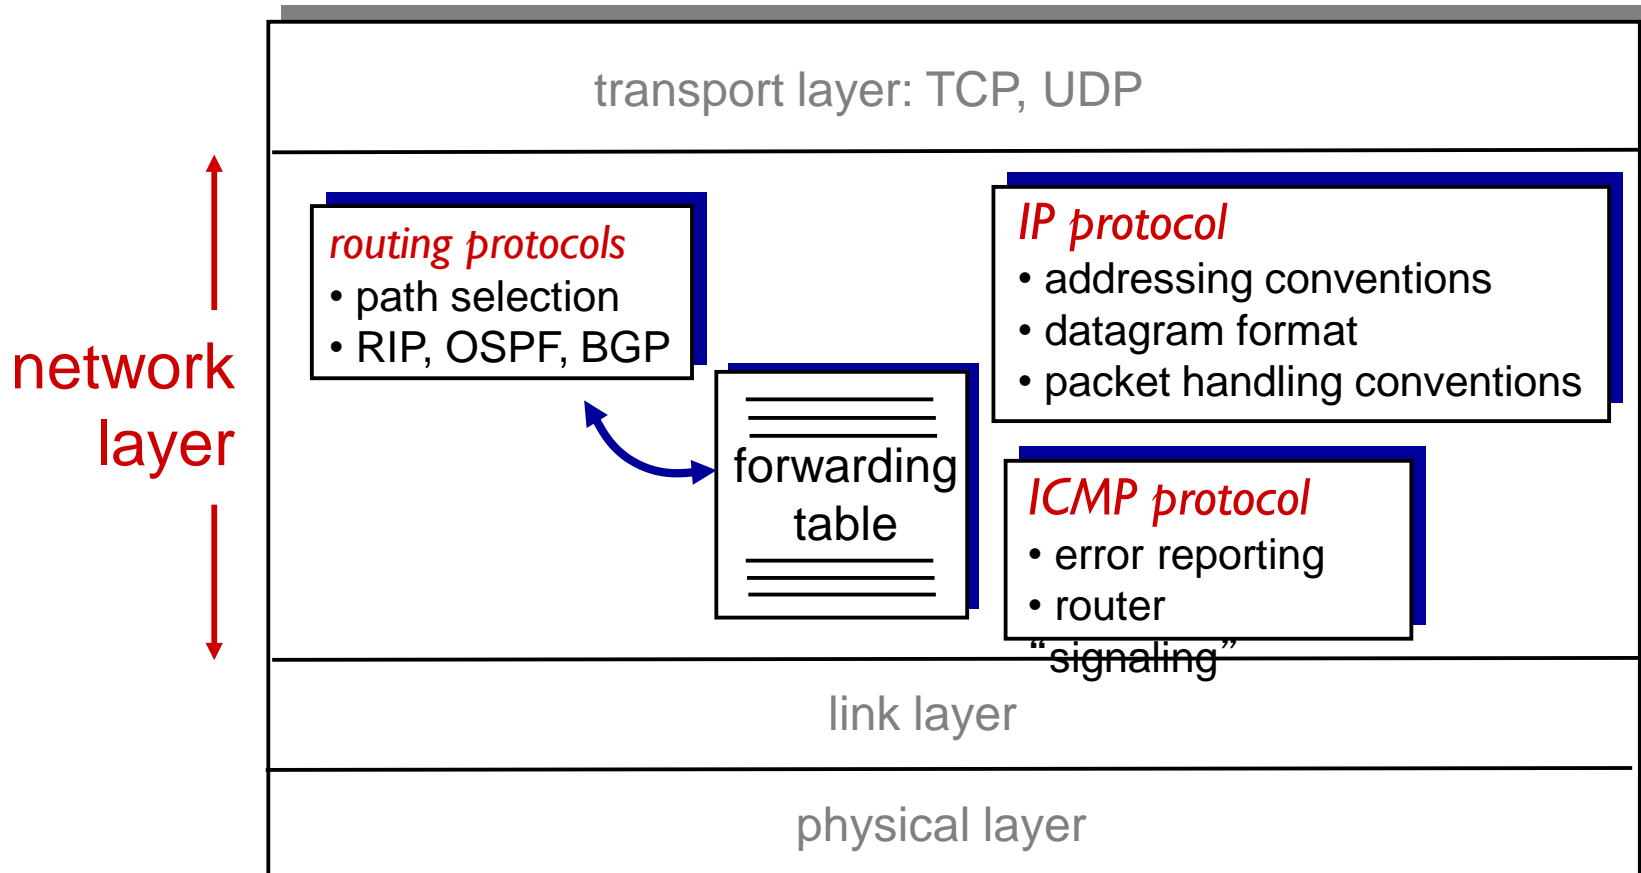 transport layer: TCP, UDP
network
layer
routing protocols
• path selection
• RIP, OSPF, BGP
forwarding
table
IP protocol
• addressing conventions
• datagram format
• packet handling conventions
ICMP protocol
• error reporting
• router
“signaling”
link layer
physical layer